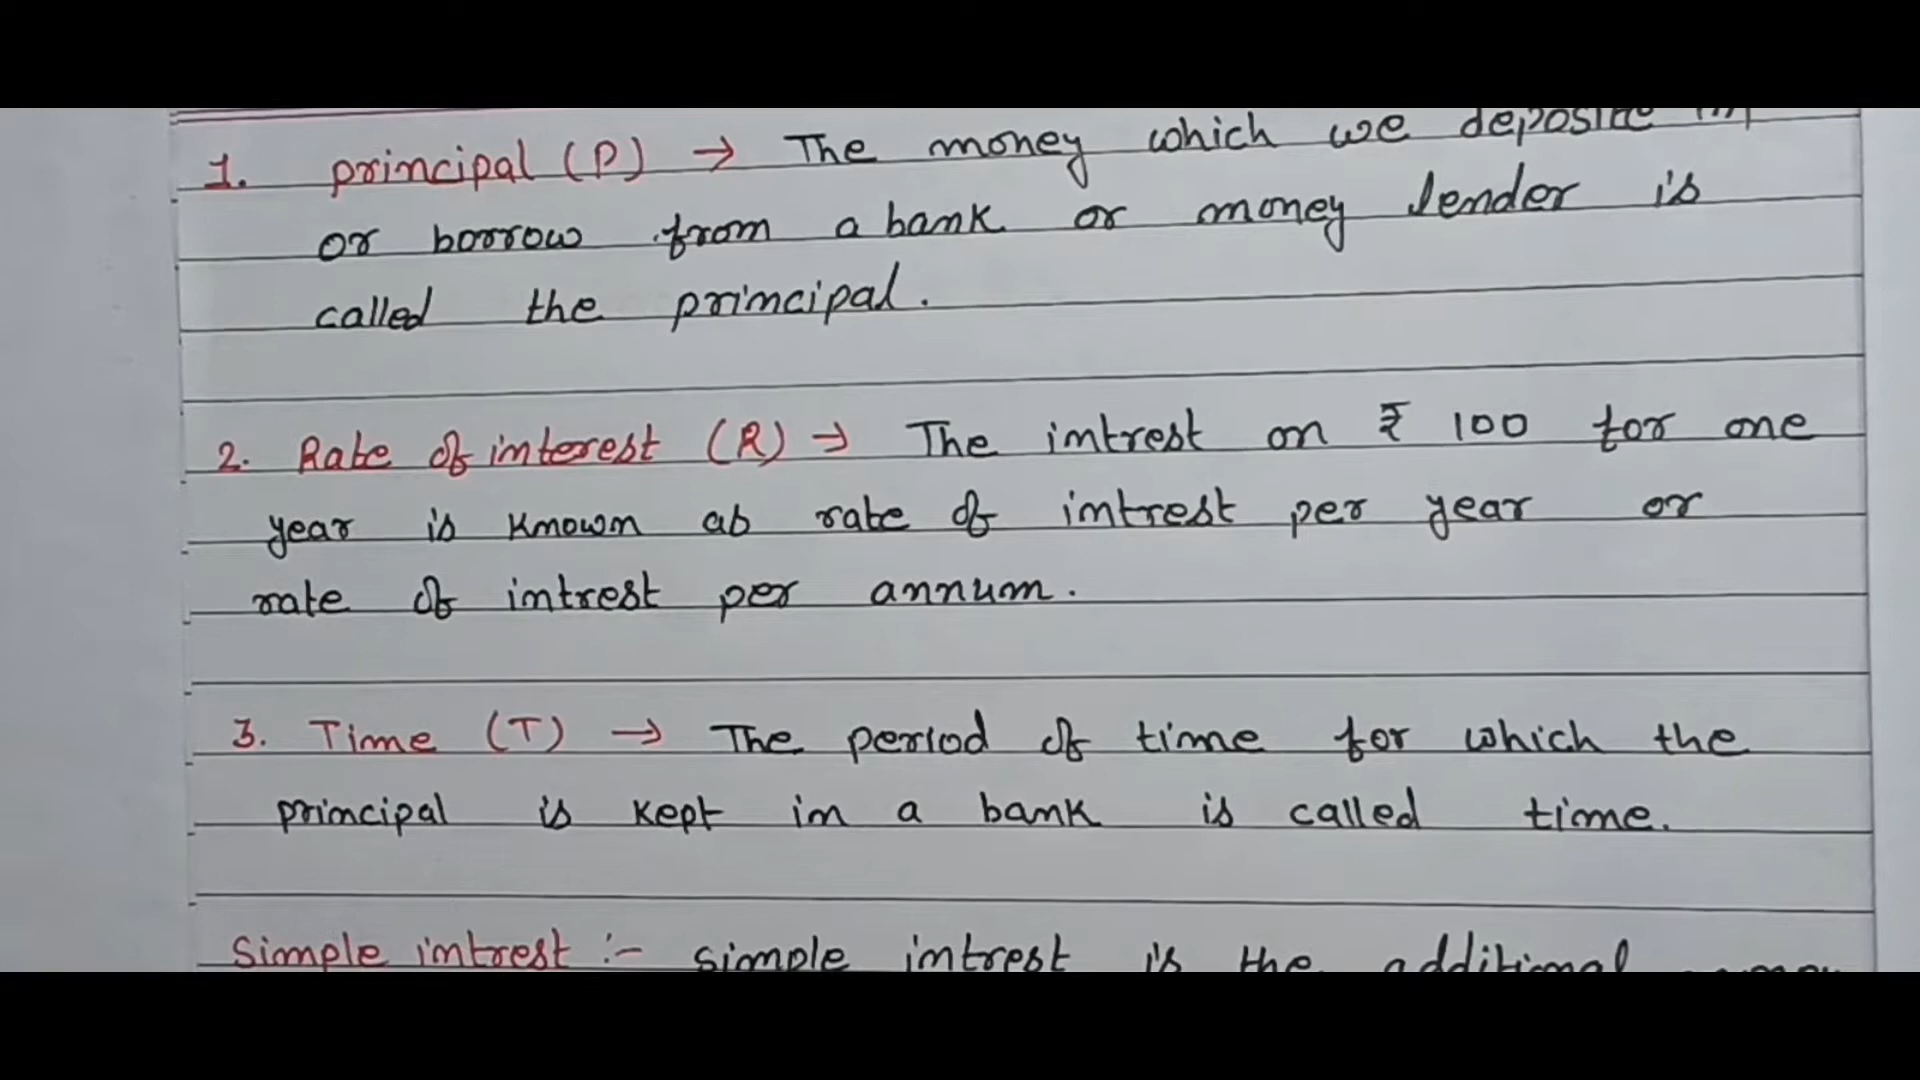 1. principal (P) → The money which we deposite in
or borrow from a bank or money lender is
called the principal.
2. Rate of interest (R) → The intrest on ₹ 100 for one
year is known as rate of intrest per year or
rate of intrest per annum.
3. Time (T) → The period of time for which the
principal is kept in a bank is called time.
Simple intrest :- simple intrest is the additional